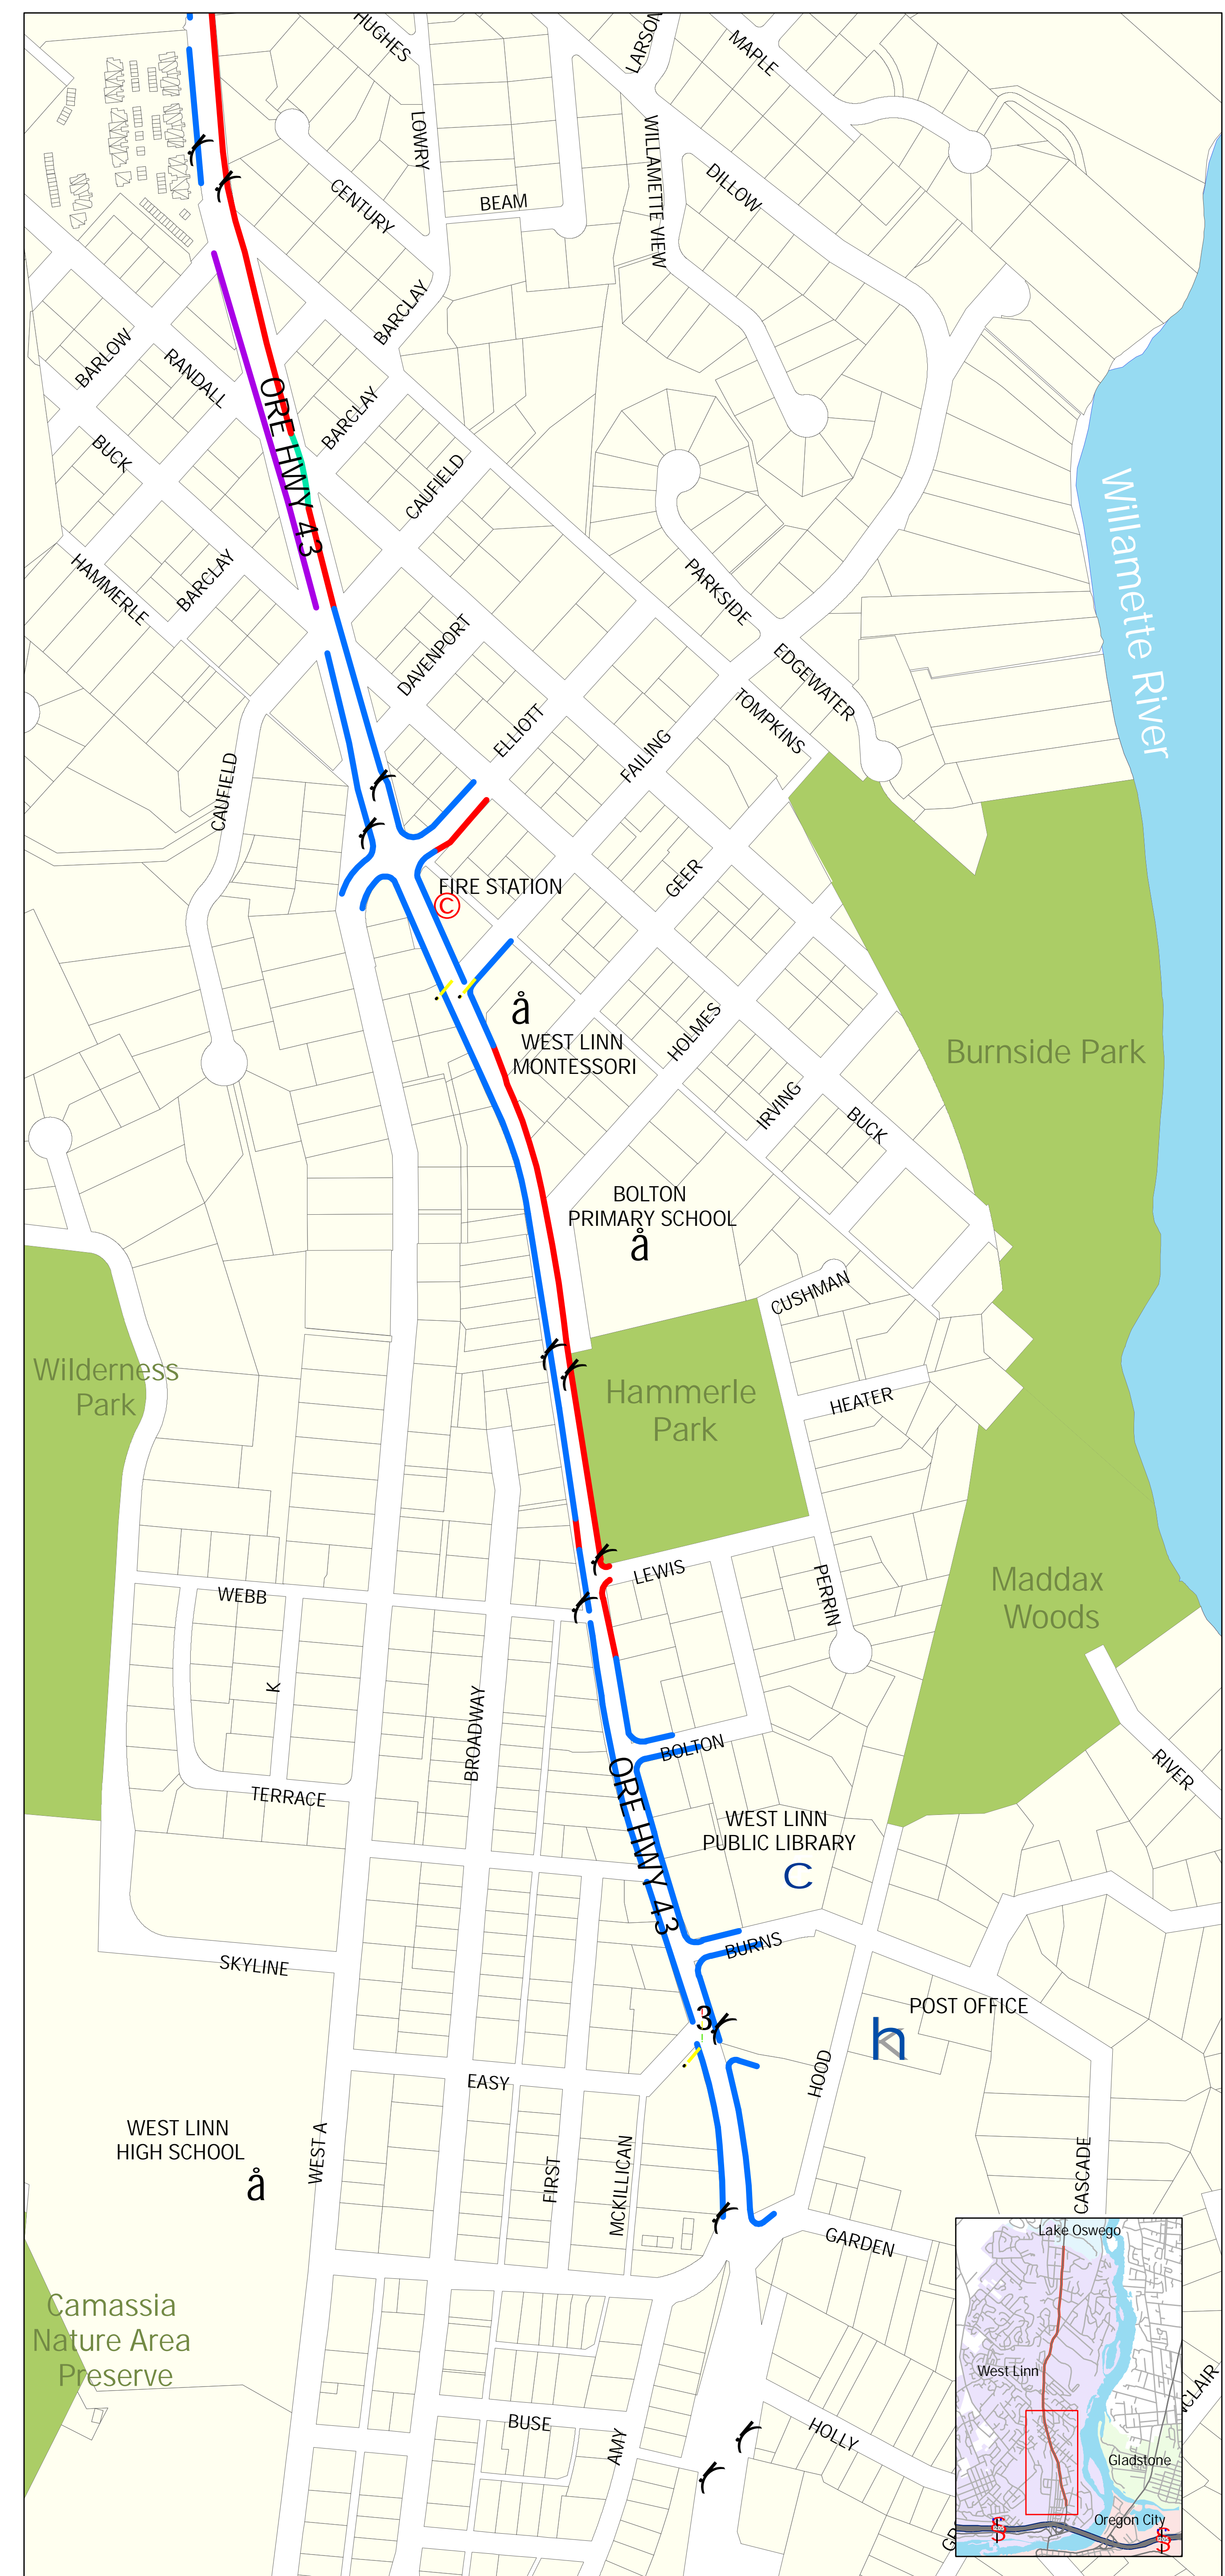 HUGHES
LARSON
MAPLE
LOWRY
WILLAMETTE VIEW
CENTURY
BEAM
DILLOW
BARCLAY
BARLOW
RANDALL
ORE HWY 43
BARCLAY
BUCK
CAUFIELD
Willamette River
HAMMERLE
BARCLAY
PARKSIDE
DAVENPORT
EDGEWATER
TOMPKINS
ELLIOTT
FAILING
CAUFIELD
GEER
FIRE STATION
©
å
WEST LINN
MONTESSORI
HOLMES
Burnside Park
IRVING
BUCK
BOLTON
PRIMARY SCHOOL
å
CUSHMAN
Wilderness
Park
Hammerle
Park
HEATER
LEWIS
PERRIN
Maddax
Woods
WEBB
K
BROADWAY
BOLTON
RIVER
TERRACE
ORE HWY 43
WEST LINN
PUBLIC LIBRARY
C
BURNS
SKYLINE
POST OFFICE
3
HOOD
EASY
WEST LINN
HIGH SCHOOL
å
WEST A
FIRST
MCKILLICAN
CASCADE
GARDEN
Camassia
Nature Area
Preserve
BUSE
AMY
HOLLY
Lake Oswego
West Linn
Gladstone
Oregon City